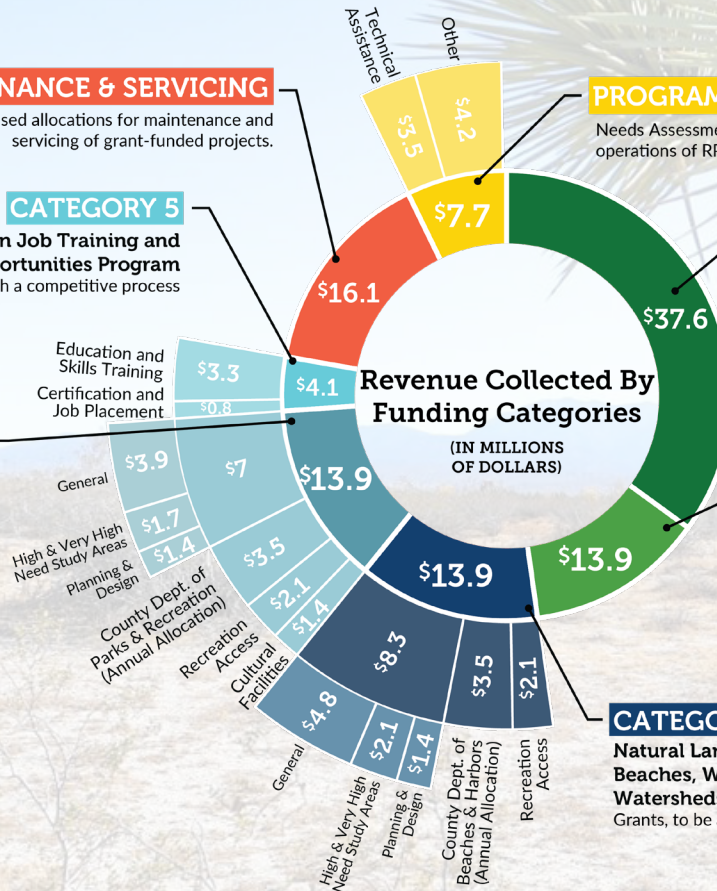 Technical
Assistance
Other
$3.5
$4.2
NANCE & SERVICING
sed allocations for maintenance and
servicing of grant-funded projects.
PROGRAM
Needs Assessm
operations of RP
$7.7
CATEGORY 5
n Job Training and
ortunities Program
h a competitive process
$16.1
$37.6
Education and
Skills Training
$3.3
Certification and
Job Placement
$0.8
$4.1
Revenue Collected By
Funding Categories
(IN MILLIONS
OF DOLLARS)
General
$3.9
$7
$13.9
High & Very High
Need Study Areas
$1.7
Planning &
Design
$1.4
County Dept. of
Parks & Recreation
(Annual Allocation)
$3.5
Recreation
Access
$2.1
Cultural
Facilities
$1.4
$13.9
$13.9
$8.3
$3.5
$2.1
General
$4.8
High & Very High
Need Study Areas
$2.1
Planning &
Design
$1.4
County Dept. of
Beaches & Harbors
(Annual Allocation)
Recreation
Access
CATEGO
Natural Lan
Beaches, W
Watershed
Grants, to be